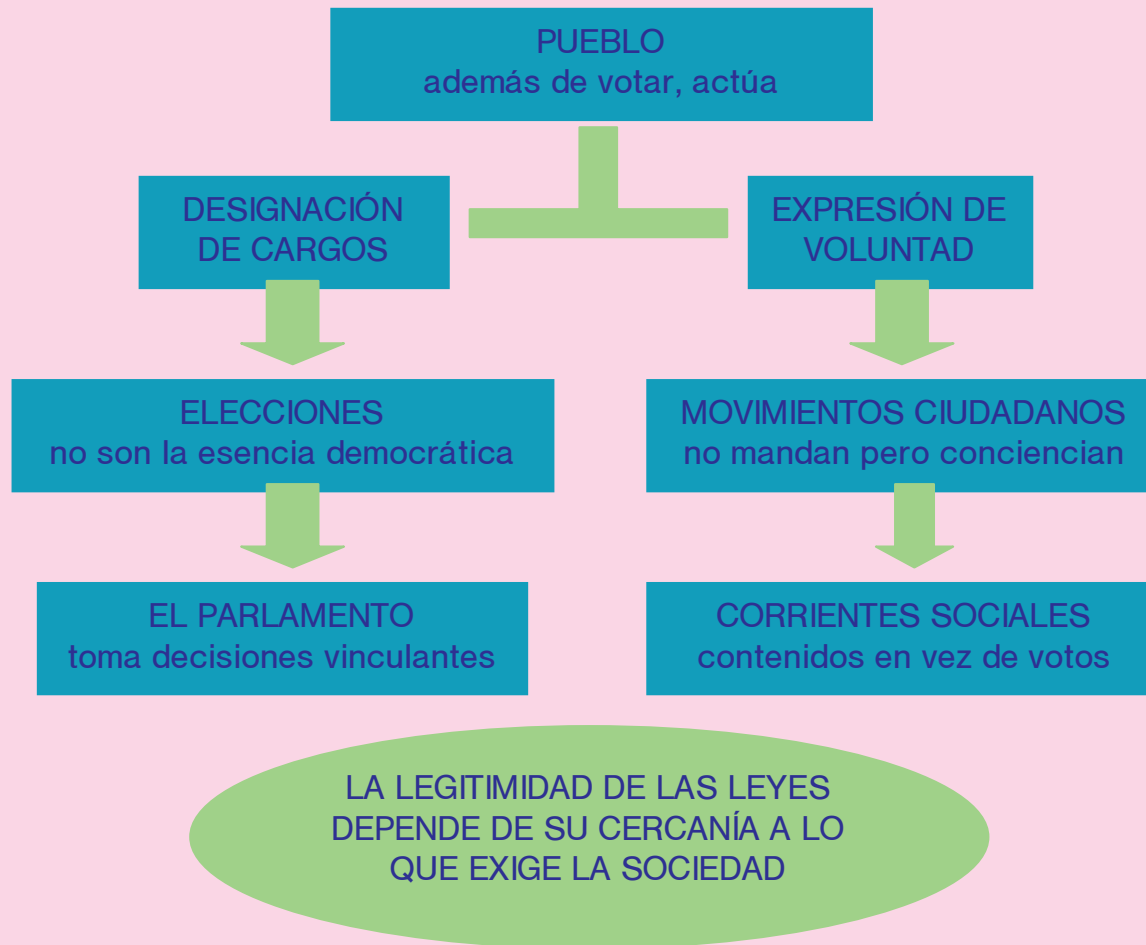 PUEBLO
además de votar, actúa
DESIGNACIÓN
DE CARGOS
EXPRESIÓN DE
VOLUNTAD
ELECCIONES
no son la esencia democrática
MOVIMIENTOS CIUDADANOS
no mandan pero conciencian
EL PARLAMENTO
toma decisiones vinculantes
CORRIENTES SOCIALES
contenidos en vez de votos
LA LEGITIMIDAD DE LAS LEYES
DEPENDE DE SU CERCANÍA A LO
QUE EXIGE LA SOCIEDAD